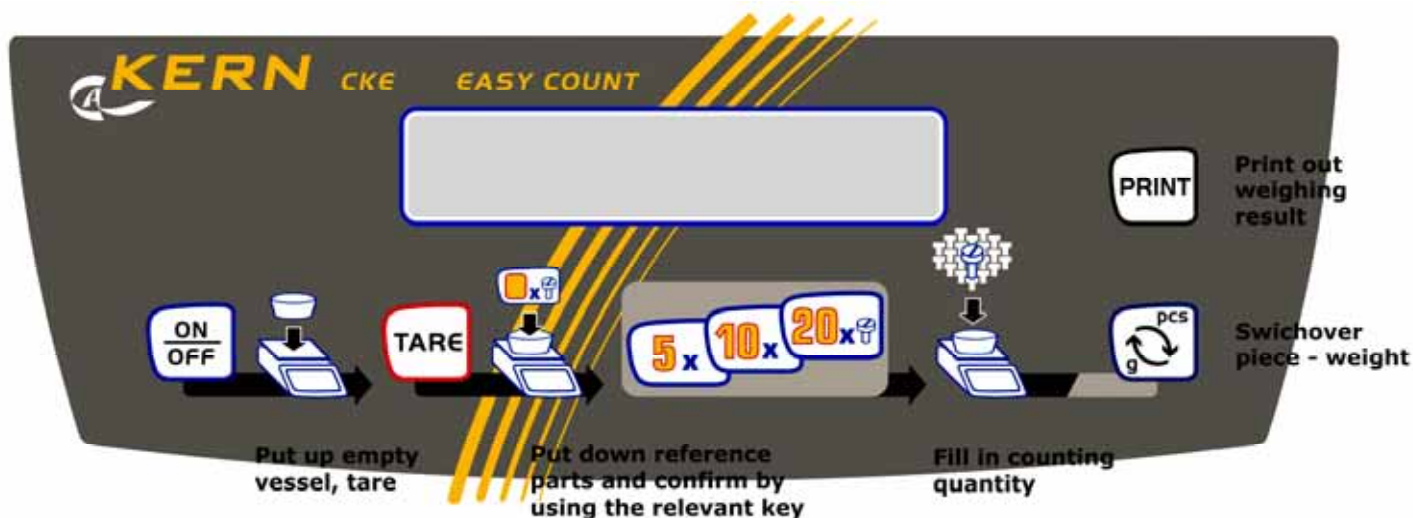 KERN CKE EASY COUNT
PRINT
Print out
weighing
result
ON
OFF
TARE
0x
5x
10x
20x
pcs
g
Swichover
piece - weight
Put up empty
vessel, tare
Put down reference
parts and confirm by
using the relevant key
Fill in counting
quantity